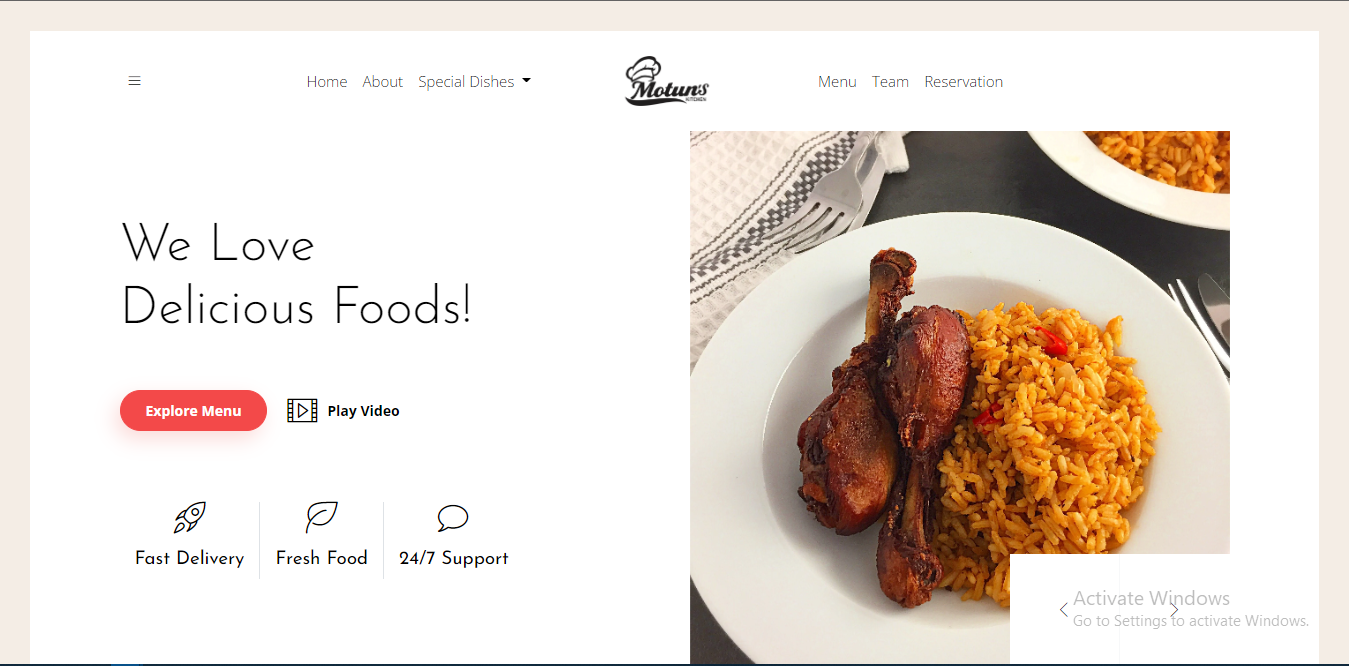 Home About Special Dishes
Motun's
KITCHEN
Menu Team Reservation
We Love
Delicious Foods!
Explore Menu
Play Video
Fast Delivery
Fresh Food
24/7 Support
Activate Windows
Go to Settings to activate Windows.